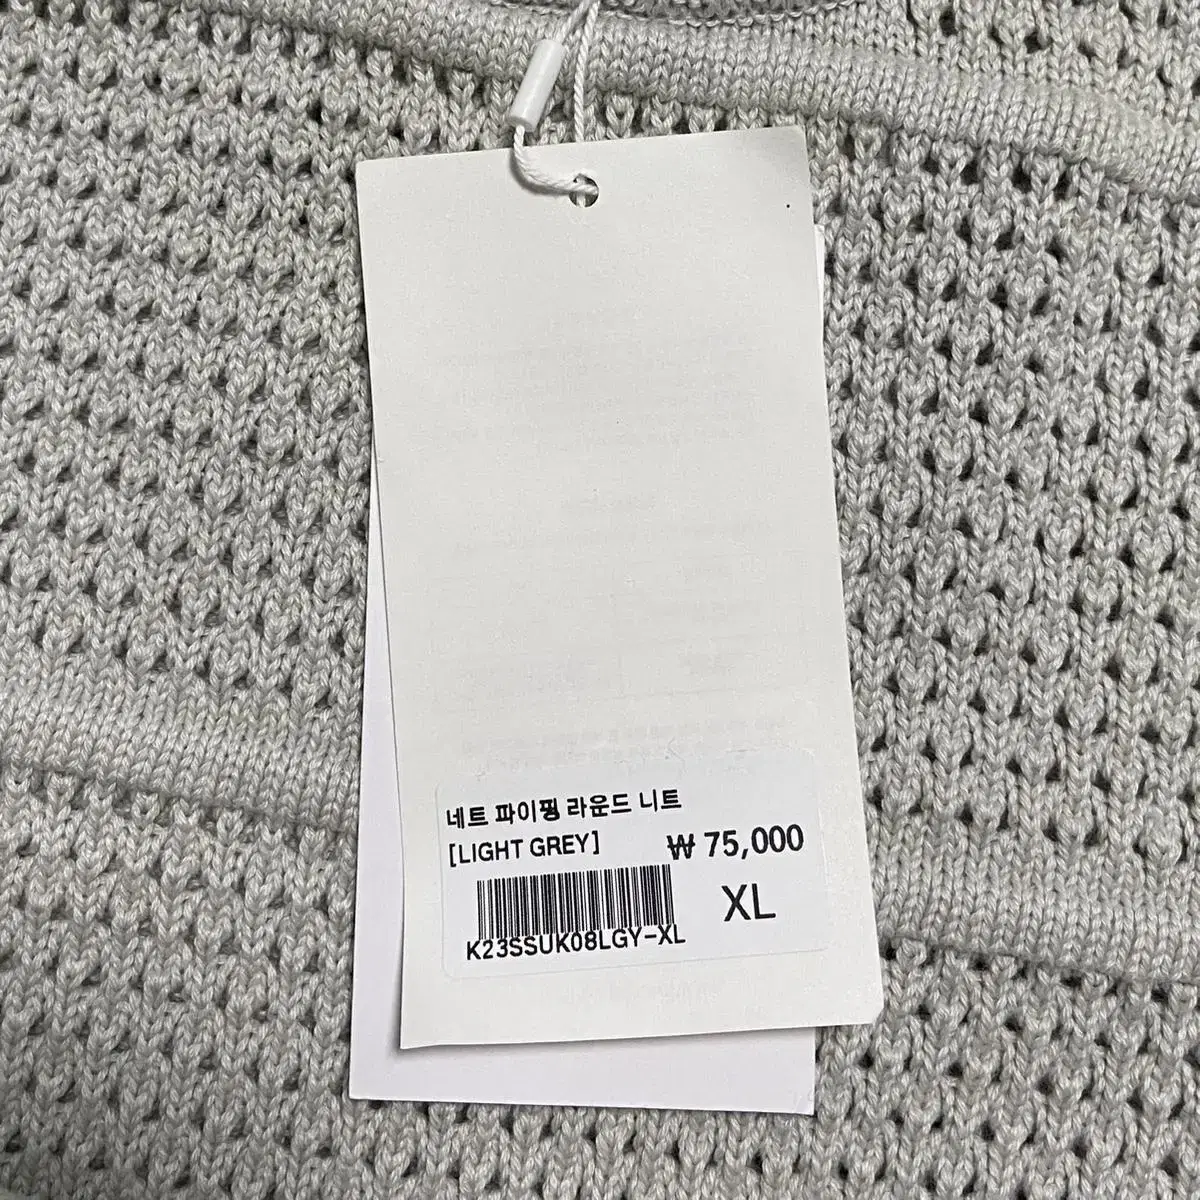 네트 파이핑 라운드 니트
[LIGHT GREY] ₩ 75,000
XL
K23SSUK08LGY-XL